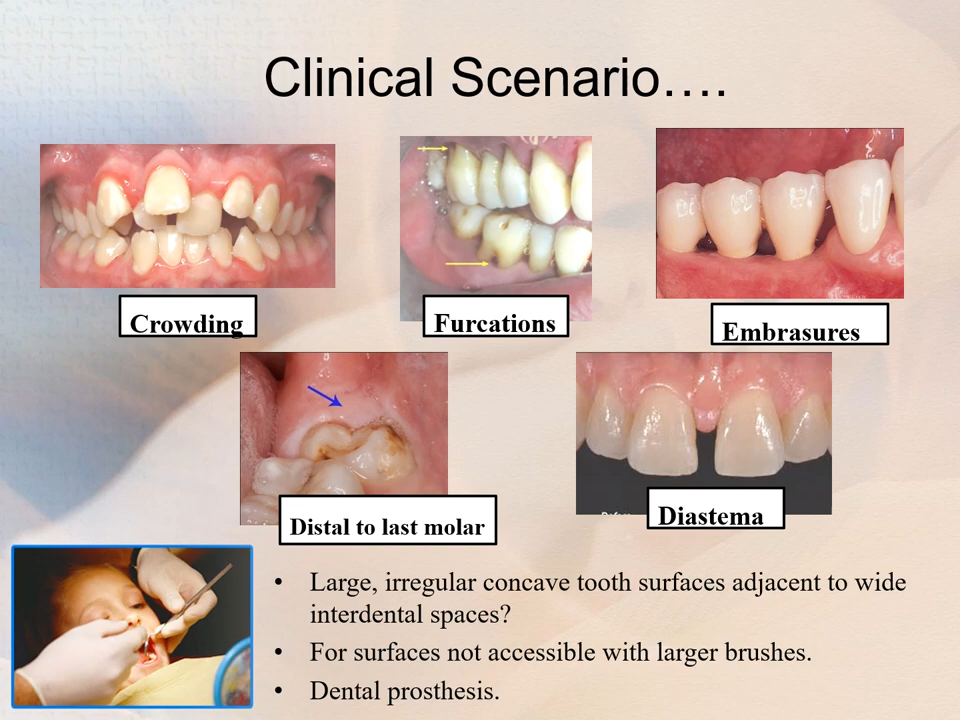 Clinical Scenario….
Crowding
Furcations
Embrasures
Distal to last molar
Diastema
• Large, irregular concave tooth surfaces adjacent to wide
interdental spaces?
• For surfaces not accessible with larger brushes.
• Dental prosthesis.